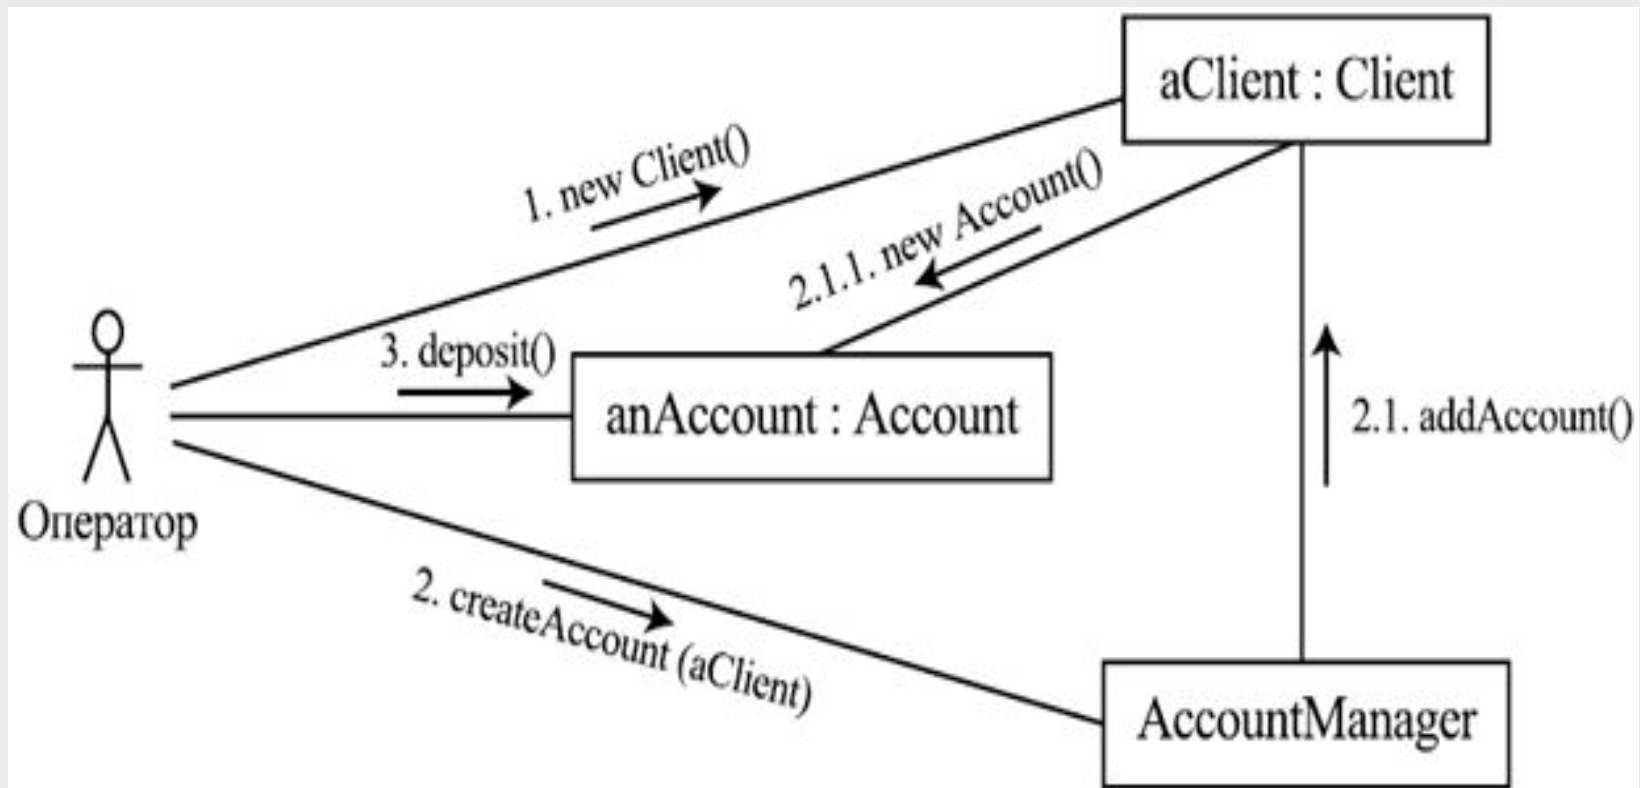 aClient : Client
1. new Client()
2.1.1. new Account()
3. deposit()
anAccount : Account
2.1. addAccount()
Оператор
2. createAccount (aClient)
AccountManager